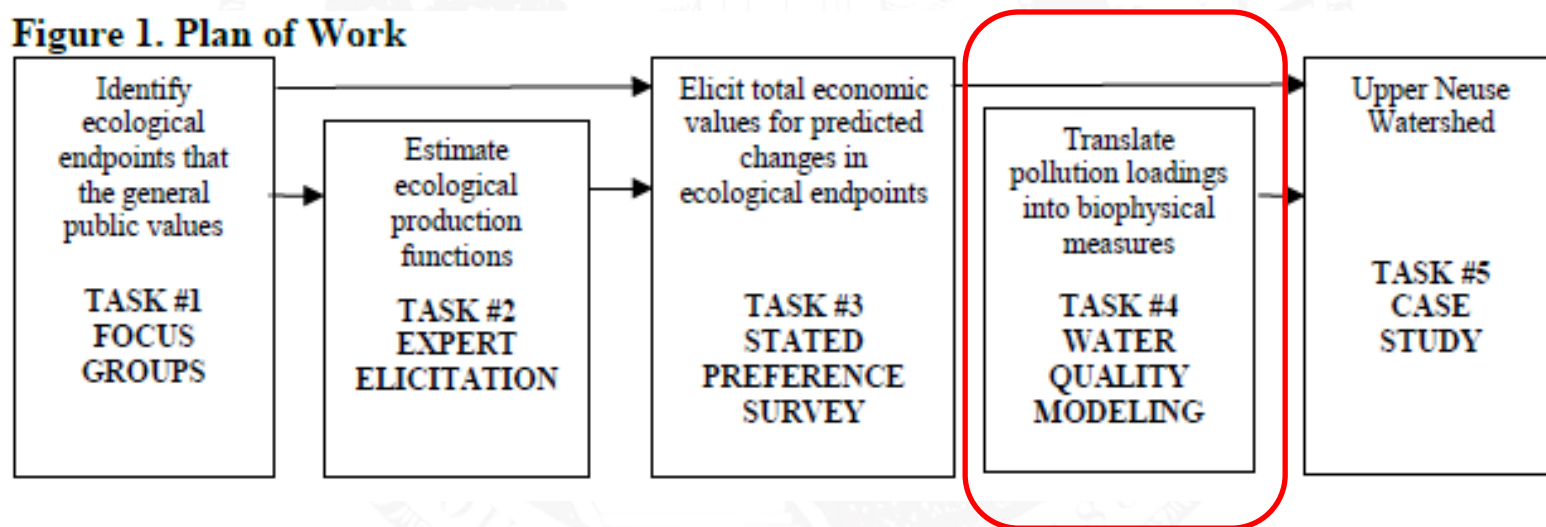 Figure 1. Plan of Work
Identify
ecological
endpoints that
the general
public values
TASK #1
FOCUS
GROUPS
Estimate
ecological
production
functions
TASK #2
EXPERT
ELICITATION
Elicit total economic
values for predicted
changes in
ecological endpoints
TASK #3
STATED
PREFERENCE
SURVEY
Translate
pollution loadings
into biophysical
measures
TASK #4
WATER
QUALITY
MODELING
Upper Neuse
Watershed
TASK #5
CASE
STUDY